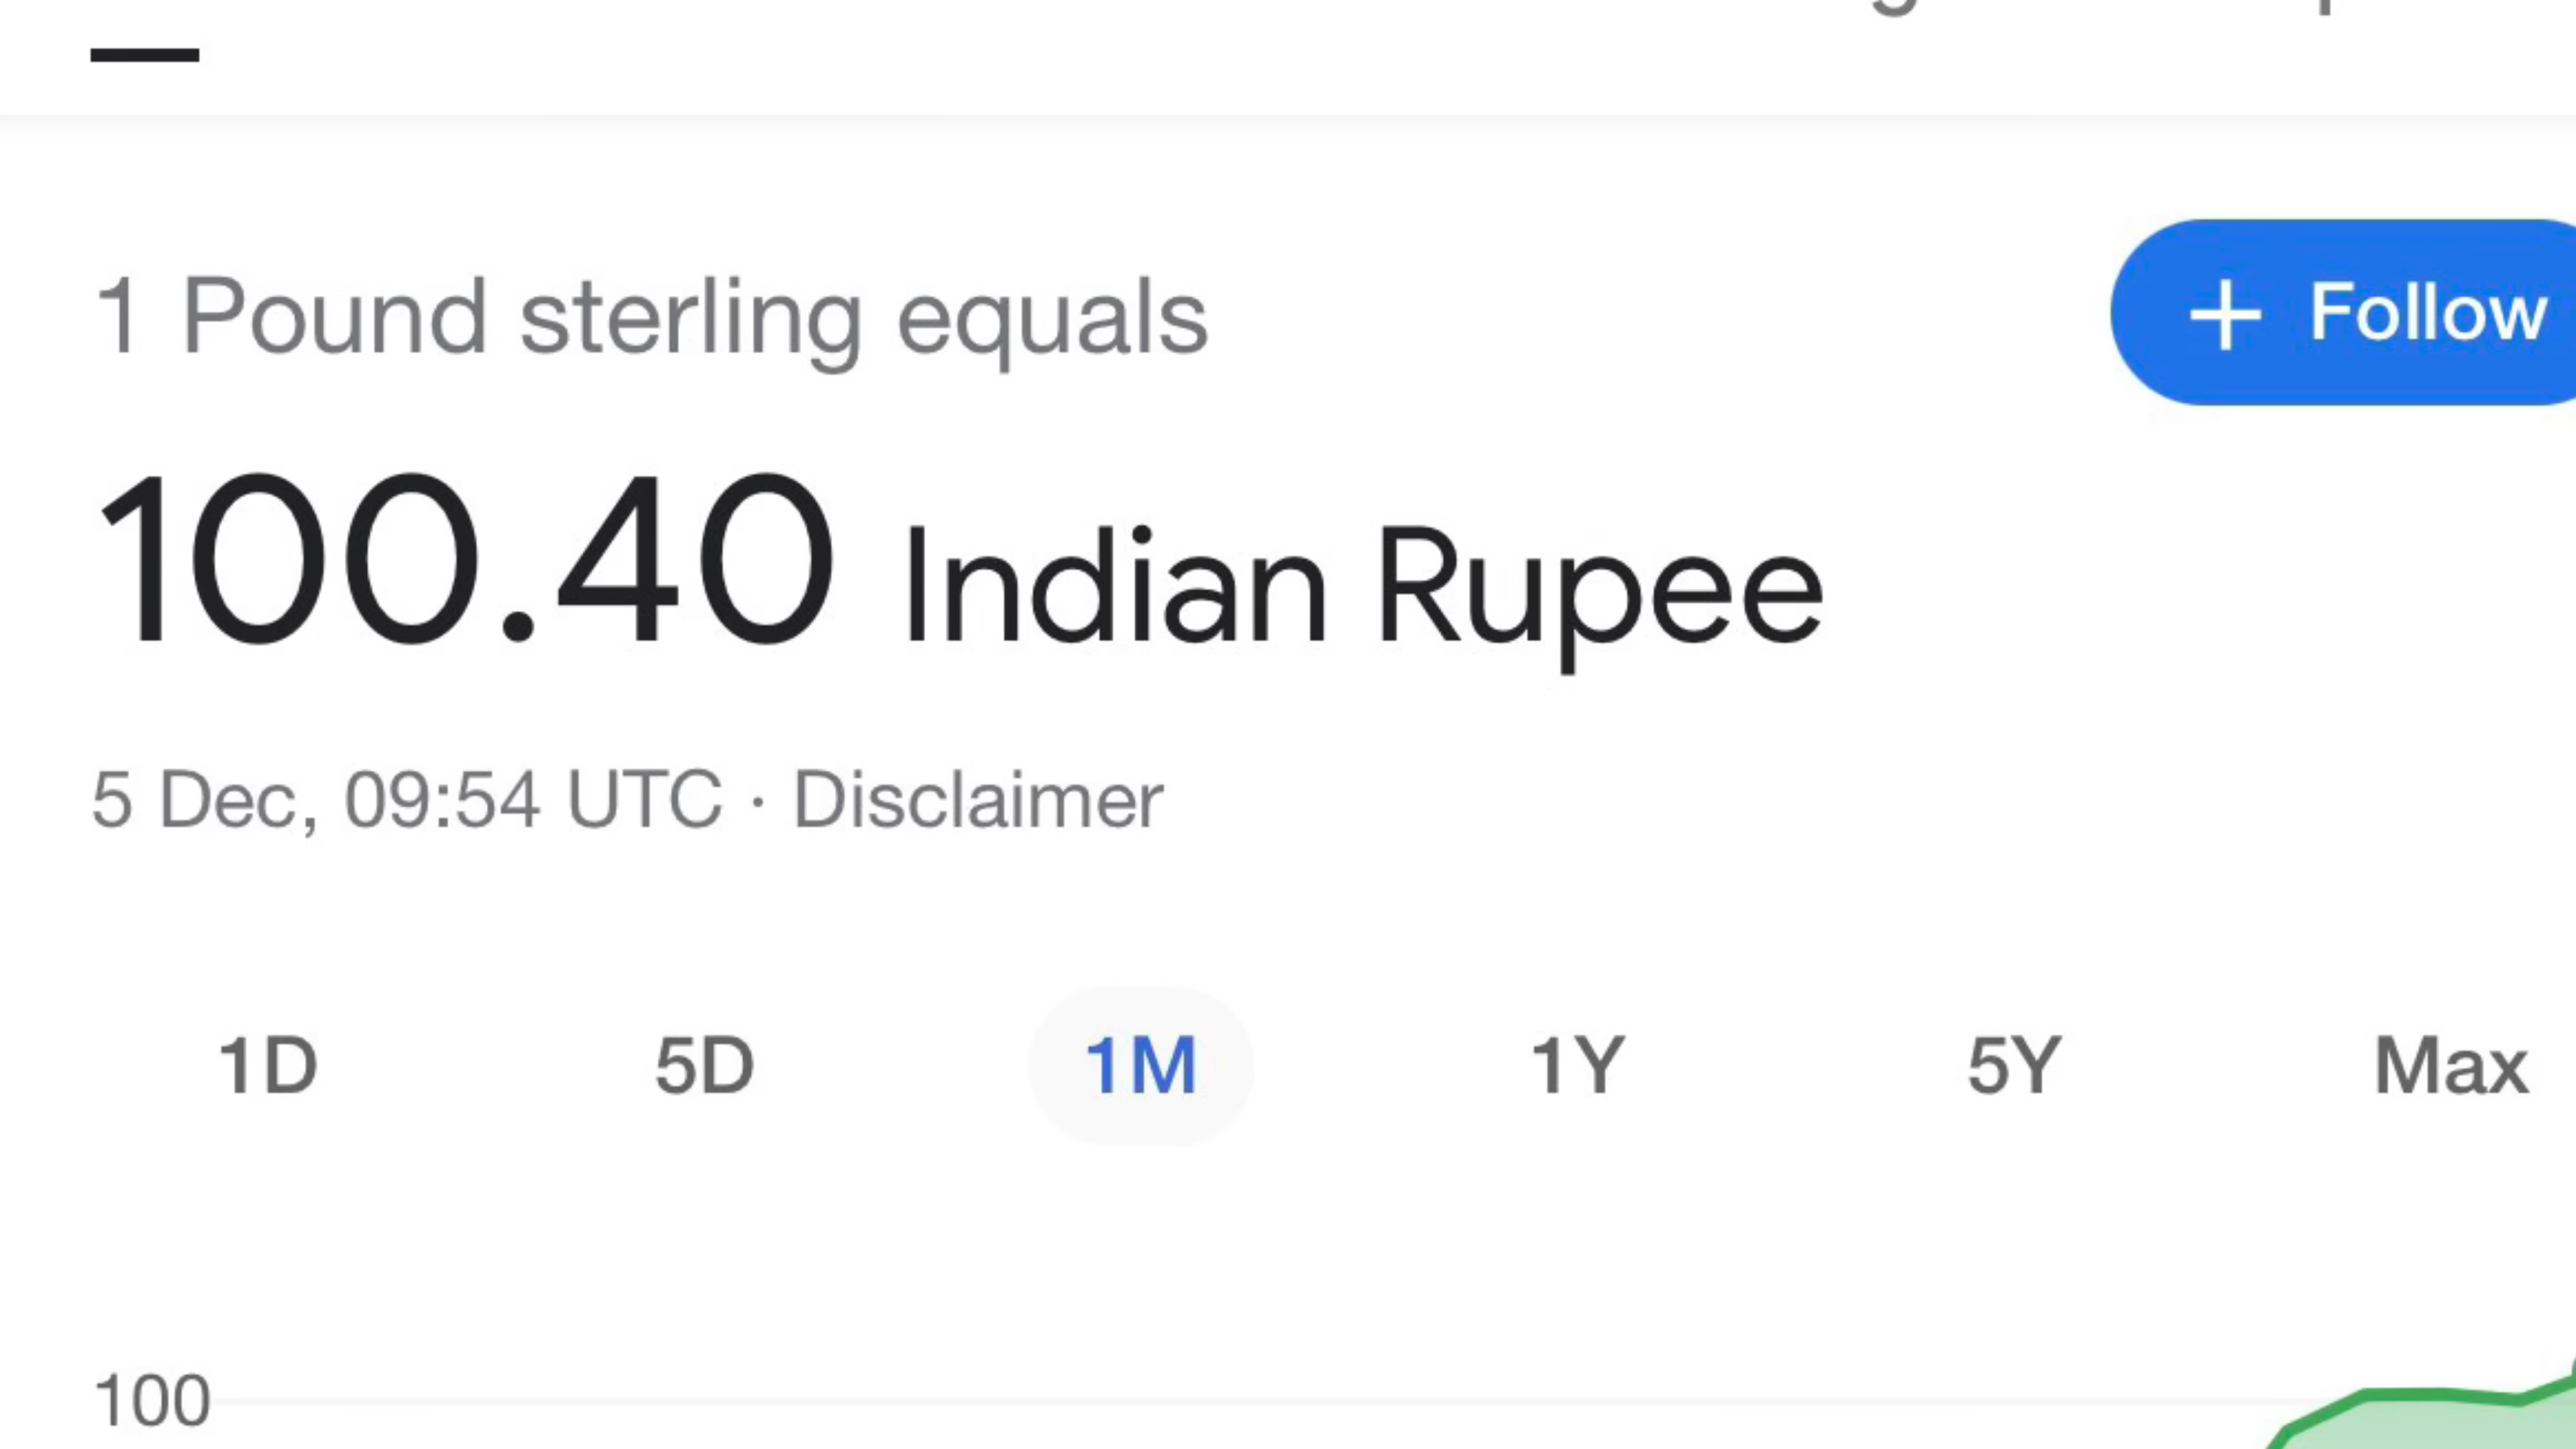 1 Pound sterling equals
+ Follow
100.40 Indian Rupee
5 Dec, 09:54 UTC · Disclaimer
1D 5D 1M 1Y 5Y Max
100